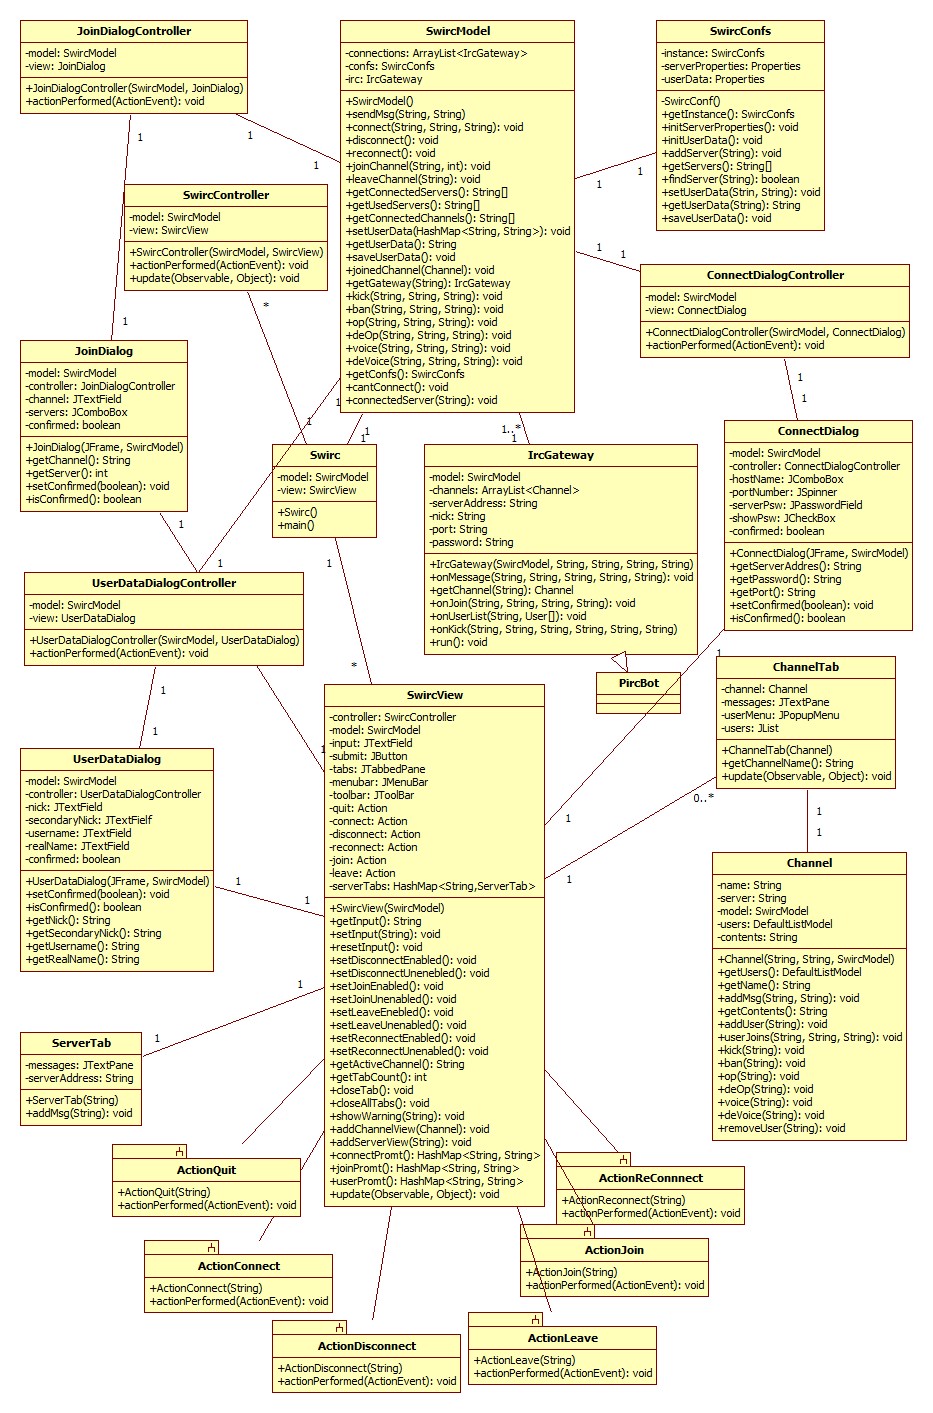 JoinDialogController
-model: SwircModel
-view: JoinDialog
+JoinDialogController(SwircModel, JoinDialog)
+actionPerformed(ActionEvent): void
SwircModel
-connections: ArrayList<IrcGateway>
-confs: SwircConfs
-irc: IrcGateway
+SwircModel()
+sendMsg(String, String)
+connect(String, String, String): void
+disconnect(): void
+reconnect(): void
+joinChannel(String, int): void
+leaveChannel(String): void
+getConnectedServers(): String[]
+getUsedServers(): String[]
+getConnectedChannels(): String[]
+setUserData(HashMap<String, String>): void
+getUserData(): String
+saveUserData(): void
+joinedChannel(Channel): void
+getGateway(String): IrcGateway
+kick(String, String, String): void
+ban(String, String, String): void
+op(String, String, String): void
+deOp(String, String, String): void
+voice(String, String, String): void
+deVoice(String, String, String): void
+getConfs(): SwircConfs
+cantConnect(): void
+connectedServer(String): void
SwircConfs
-instance: SwircConfs
-serverProperties: Properties
-userData: Properties
-SwircConf()
+getInstance(): SwircConfs
+initServerProperties(): void
+initUserData(): void
+addServer(String): void
+getServers(): String[]
+findServer(String): boolean
+setUserData(Strin, String): void
+getUserData(String): String
+saveUserData(): void
1
1
1
1
1
SwircController
-model: SwircModel
-view: SwircView
+SwircController(SwircModel, SwircView)
+actionPerformed(ActionEvent): void
+update(Observable, Object): void
1
1
ConnectDialogController
-model: SwircModel
-view: ConnectDialog
+ConnectDialogController(SwircModel, ConnectDialog)
+actionPerformed(ActionEvent): void
*
1
JoinDialog
-model: SwircModel
-controller: JoinDialogController
-channel: JTextField
-servers: JComboBox
-confirmed: boolean
+JoinDialog(JFrame, SwircModel)
+getChannel(): String
+getServer(): int
+setConfirmed(boolean): void
+isConfirmed(): boolean
1
1
1
1
1
1
1..*
1
Swirc
-model: SwircModel
-view: SwircView
+Swirc()
+main()
IrcGateway
-model: SwircModel
-channels: ArrayList<Channel>
-serverAddress: String
-nick: String
-port: String
-password: String
+IrcGateway(SwircModel, String, String, String, String)
+onMessage(String, String, String, String, String): void
+getChannel(String): Channel
+onJoin(String, String, String, String): void
+onUserList(String, User[]): void
+onKick(String, String, String, String, String, String)
+run(): void
ConnectDialog
-model: SwircModel
-controller: ConnectDialogController
-hostName: JComboBox
-portNumber: JSpinner
-serverPsw: JPasswordField
-showPsw: JCheckBox
-confirmed: boolean
+ConnectDialog(JFrame, SwircModel)
+getServerAddres(): String
+getPassword(): String
+getPort(): String
+setConfirmed(boolean): void
+isConfirmed(): boolean
1
1
1
UserDataDialogController
-model: SwircModel
-view: UserDataDialog
+UserDataDialogController(SwircModel, UserDataDialog)
+actionPerformed(ActionEvent): void
*
PircBot
1
ChannelTab
-channel: Channel
-messages: JTextPane
-userMenu: JPopupMenu
-users: JList
+ChannelTab(Channel)
+getChannelName(): String
+update(Observable, Object): void
1
1
1
UserDataDialog
-model: SwircModel
-controller: UserDataDialogController
-nick: JTextField
-secondaryNick: JTextFielf
-username: JTextField
-realName: JTextField
-confirmed: boolean
+UserDataDialog(JFrame, SwircModel)
+setConfirmed(boolean): void
+isConfirmed(): boolean
+getNick(): String
+getSecondaryNick(): String
+getUsername(): String
+getRealName(): String
SwircView
-controller: SwircController
-model: SwircModel
-input: JTextField
-submit: JButton
-tabs: JTabbedPane
-menubar: JMenuBar
-toolbar: JToolBar
-quit: Action
-connect: Action
-disconnect: Action
-reconnect: Action
-join: Action
-leave: Action
-serverTabs: HashMap<String,ServerTab>
+SwircView(SwircModel)
+getInput(): String
+setInput(String): void
+resetInput(): void
+setDisconnectEnabled(): void
+setDisconnectUnenebled(): void
+setJoinEnabled(): void
+setJoinUnenabled(): void
+setLeaveEnebled(): void
+setLeaveUnenabled(): void
+setReconnectEnabled(): void
+setReconnectUnenabled(): void
+getActiveChannel(): String
+getTabCount(): int
+closeTab(): void
+closeAllTabs(): void
+showWarning(String): void
+addChannelView(Channel): void
+addServerView(String): void
+connectPromt(): HashMap<String, String>
+joinPromt(): HashMap<String, String>
+userPromt(): HashMap<String, String>
+update(Observable, Object): void
0..*
1
1
1
1
1
1
1
Channel
-name: String
-server: String
-model: SwircModel
-users: DefaultListModel
-contents: String
+Channel(String, String, SwircModel)
+getUsers(): DefaultListModel
+getName(): String
+addMsg(String, String): void
+getContents(): String
+addUser(String): void
+userJoins(String, String, String): void
+kick(String): void
+ban(String): void
+op(String): void
+deOp(String): void
+voice(String): void
+deVoice(String): void
+removeUser(String): void
1
1
ServerTab
-messages: JTextPane
-serverAddress: String
+ServerTab(String)
+addMsg(String): void
ActionQuit
+ActionQuit(String)
+actionPerformed(ActionEvent): void
ActionReConnnect
+ActionReconnect(String)
+actionPerformed(ActionEvent): void
ActionConnect
+ActionConnect(String)
+actionPerformed(ActionEvent): void
ActionJoin
+ActionJoin(String)
+actionPerformed(ActionEvent): void
ActionDisconnect
+ActionDisconnect(String)
+actionPerformed(ActionEvent): void
ActionLeave
+ActionLeave(String)
+actionPerformed(ActionEvent): void